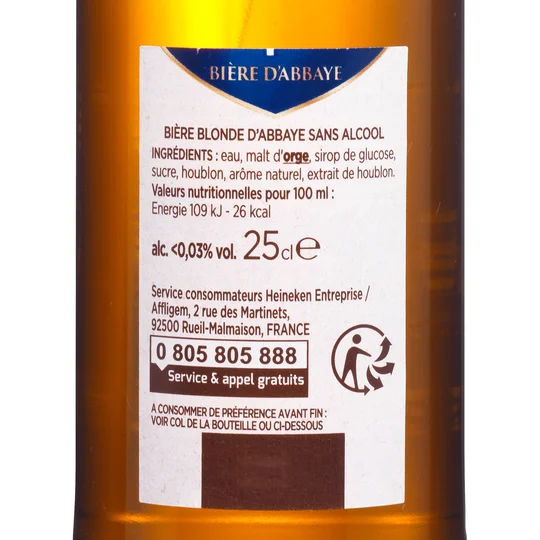 BIÈRE D'ABBAYE
BIÈRE BLONDE D'ABBAYE SANS ALCOOL
INGRÉDIENTS : eau, malt d'orge, sirop de glucose,
sucre, houblon, arôme naturel, extrait de houblon.
Valeurs nutritionnelles pour 100 ml :
Energie 109 kJ - 26 kcal
alc. <0,03% vol. 25cl ℮
Service consommateurs Heineken Entreprise /
Affligem, 2 rue des Martinets,
92500 Rueil-Malmaison, FRANCE
0 805 805 888
Service & appel gratuits
A CONSOMMER DE PRÉFÉRENCE AVANT FIN :
VOIR COL DE LA BOUTEILLE OU CI-DESSOUS